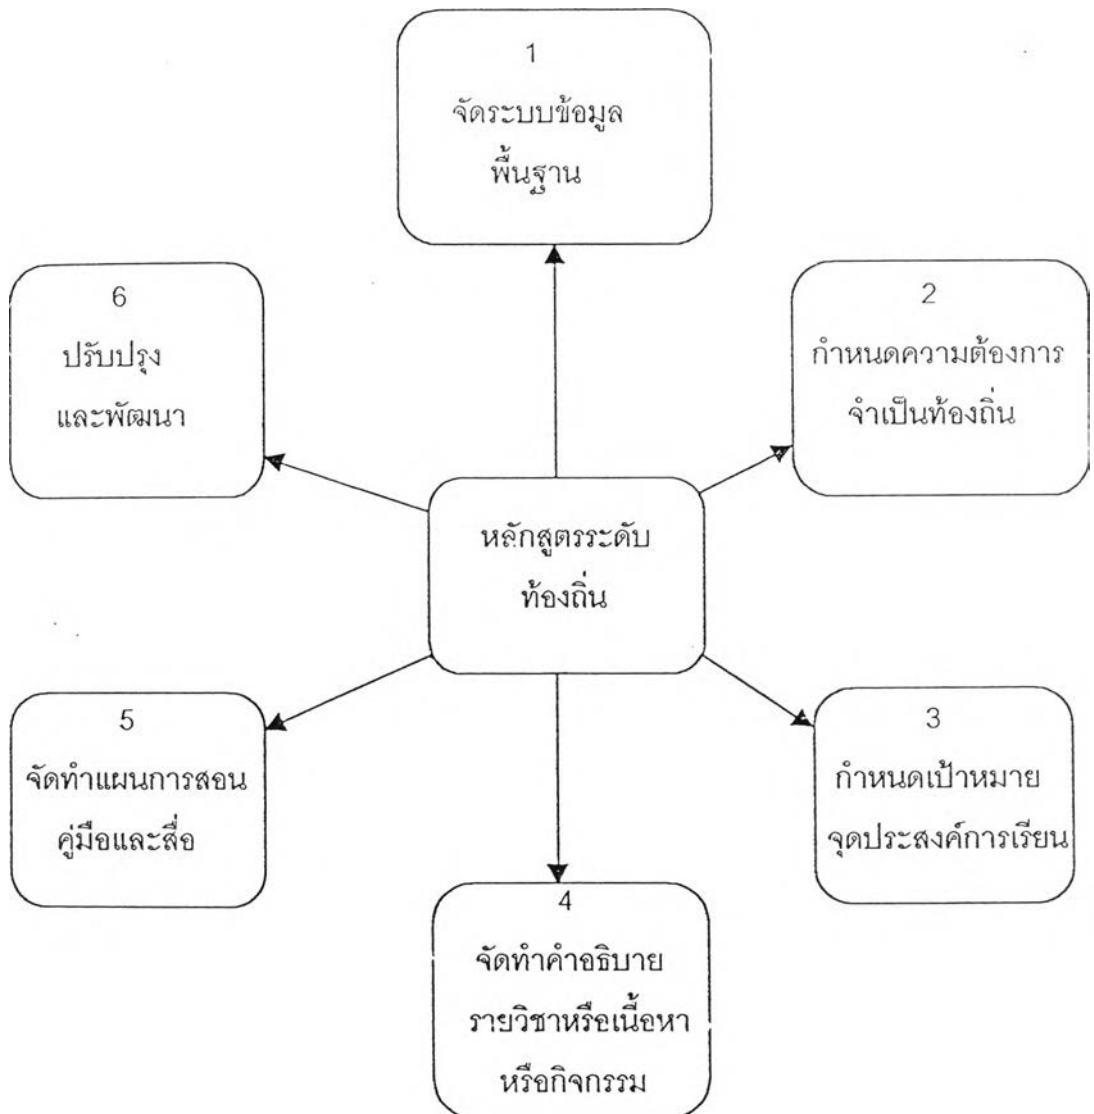 1
จัดระบบข้อมูล
พื้นฐาน
2
กำหนดความต้องการ
จำเป็นท้องถิ่น
3
กำหนดเป้าหมาย
จุดประสงค์การเรียน
4
จัดทำคำอธิบาย
รายวิชาหรือเนื้อหา
หรือกิจกรรม
5
จัดทำแผนการสอน
คู่มือและสื่อ
6
ปรับปรุง
และพัฒนา
หลักสูตรระดับ
ท้องถิ่น